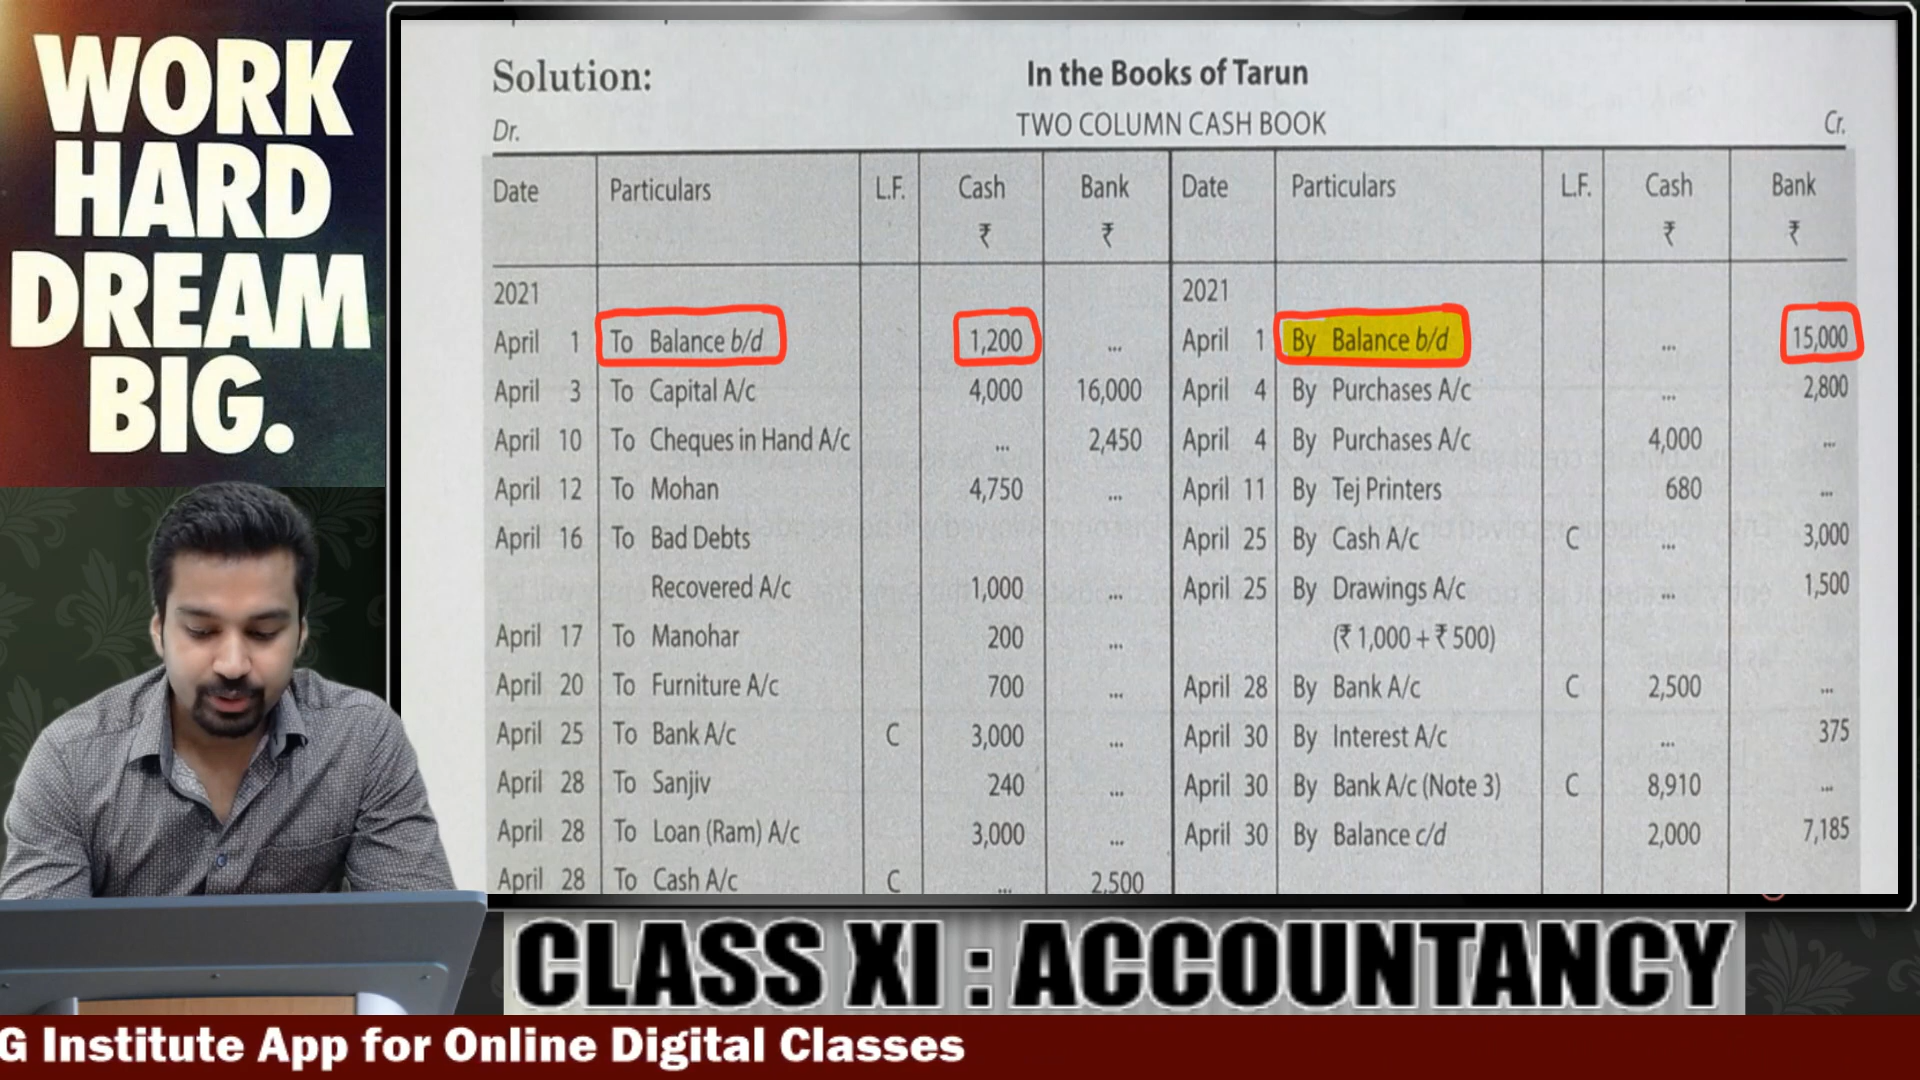 WORK
HARD
DREAM
BIG.
Solution: In the Books of Tarun
Dr. TWO COLUMN CASH BOOK Cr.
Date Particulars L.F. Cash Bank Date Particulars L.F. Cash Bank
₹ ₹ ₹ ₹
2021 2021
April 1 To Balance b/d 1,200 ... April 1 By Balance b/d ... 15,000
April 3 To Capital A/c 4,000 16,000 April 4 By Purchases A/c ... 2,800
April 10 To Cheques in Hand A/c ... 2,450 April 4 By Purchases A/c 4,000 ...
April 12 To Mohan 4,750 ... April 11 By Tej Printers 680 ...
April 16 To Bad Debts April 25 By Cash A/c C ... 3,000
Recovered A/c 1,000 ... April 25 By Drawings A/c ... 1,500
April 17 To Manohar 200 ... (₹ 1,000 + ₹ 500)
April 20 To Furniture A/c 700 ... April 28 By Bank A/c C 2,500 ...
April 25 To Bank A/c C 3,000 ... April 30 By Interest A/c ... 375
April 28 To Sanjiv 240 ... April 30 By Bank A/c (Note 3) C 8,910 ...
April 28 To Loan (Ram) A/c 3,000 ... April 30 By Balance c/d 2,000 7,185
April 28 To Cash A/c C ... 2,500
CLASS XI : ACCOUNTANCY
G Institute App for Online Digital Classes